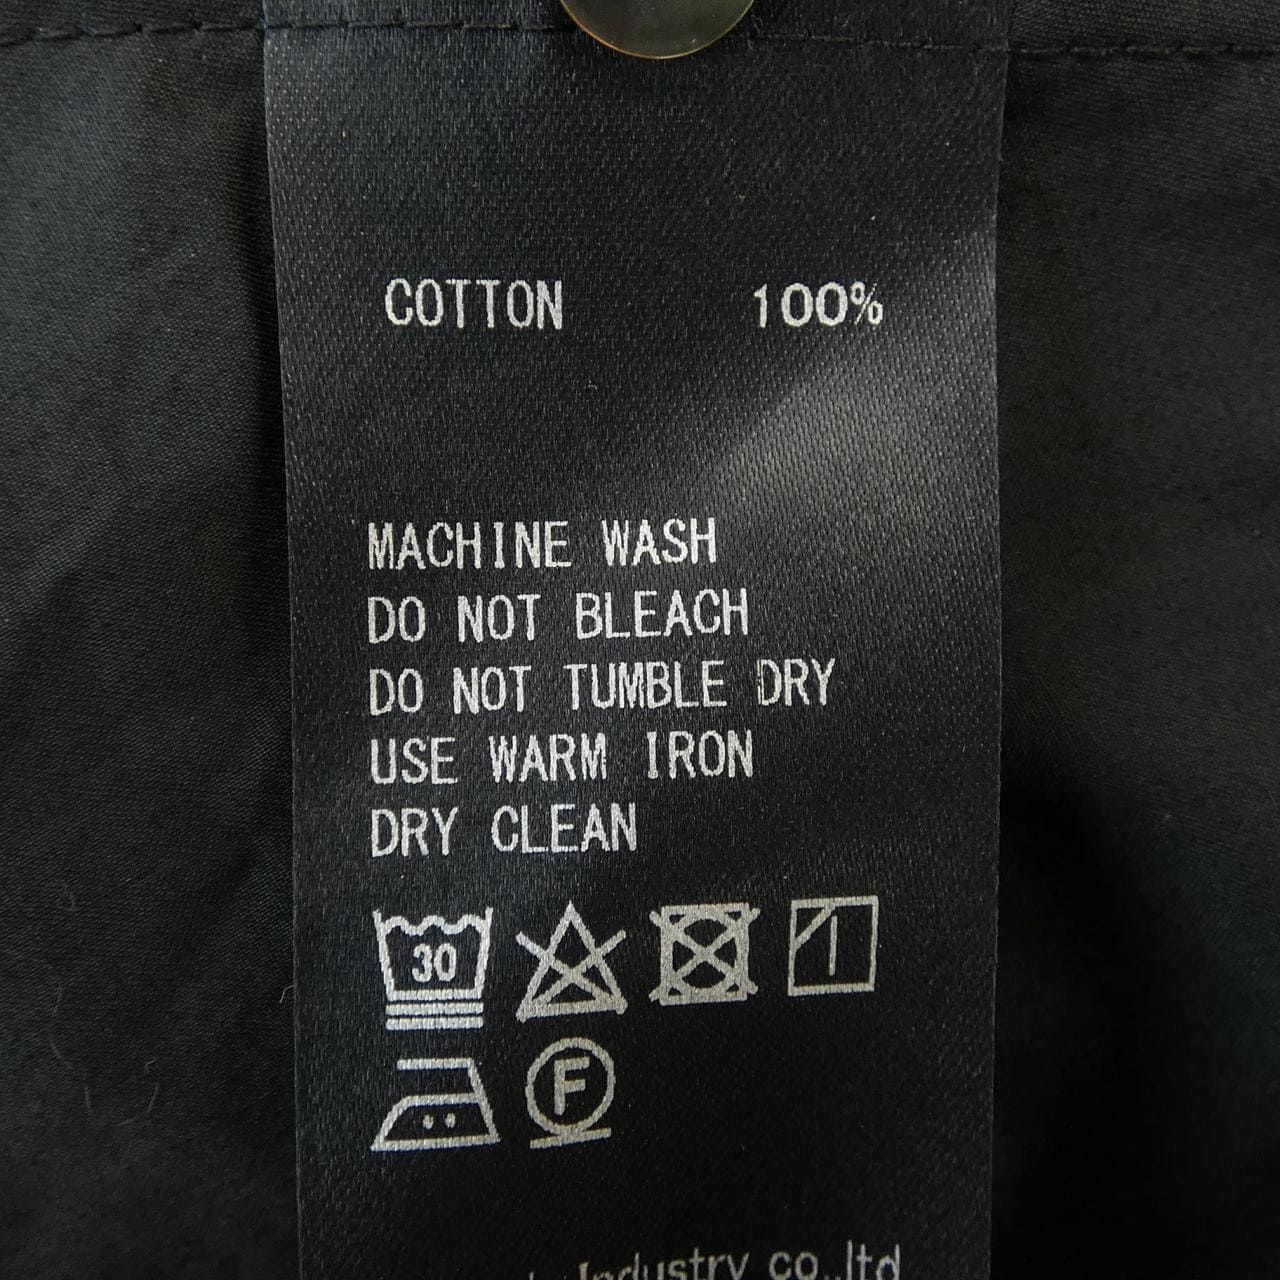 COTTON 100%
MACHINE WASH
DO NOT BLEACH
DO NOT TUMBLE DRY
USE WARM IRON
DRY CLEAN
30
F
Industry co.,ltd